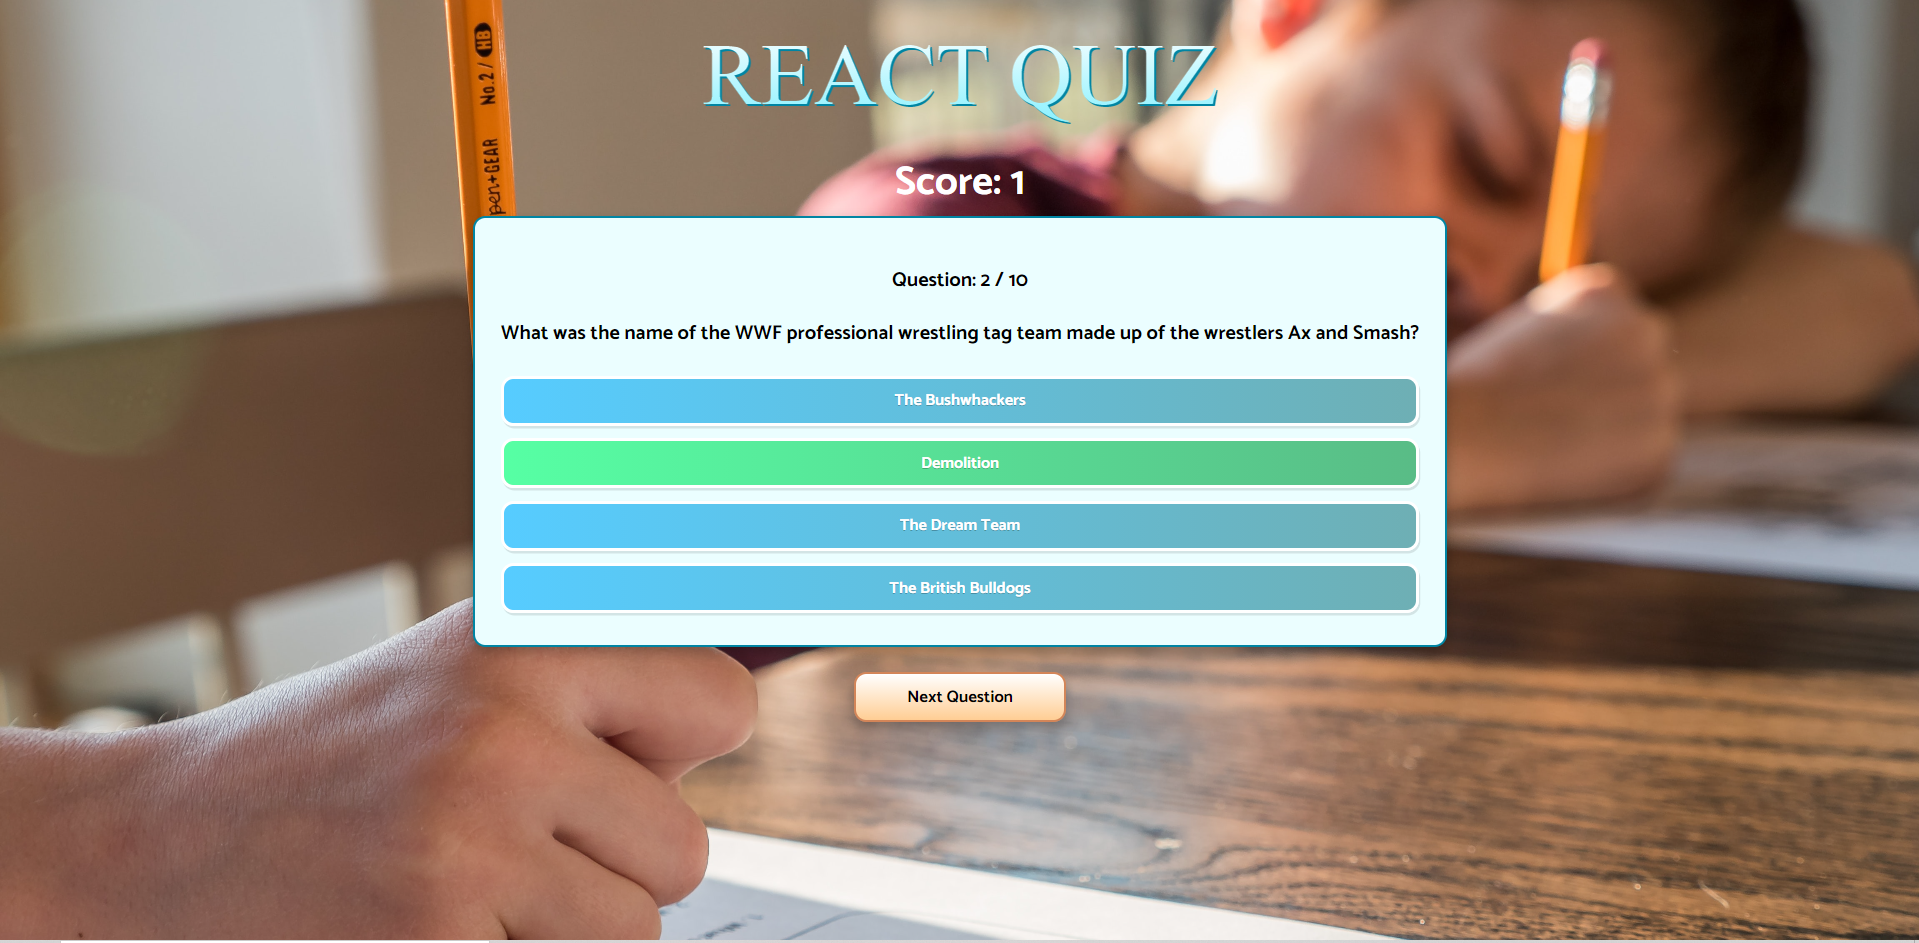 REACT QUIZ
Score: 1
Question: 2 / 10
What was the name of the WWF professional wrestling tag team made up of the wrestlers Ax and Smash?
The Bushwhackers
Demolition
The Dream Team
The British Bulldogs
Next Question
pen+GEAR No.2 / HB